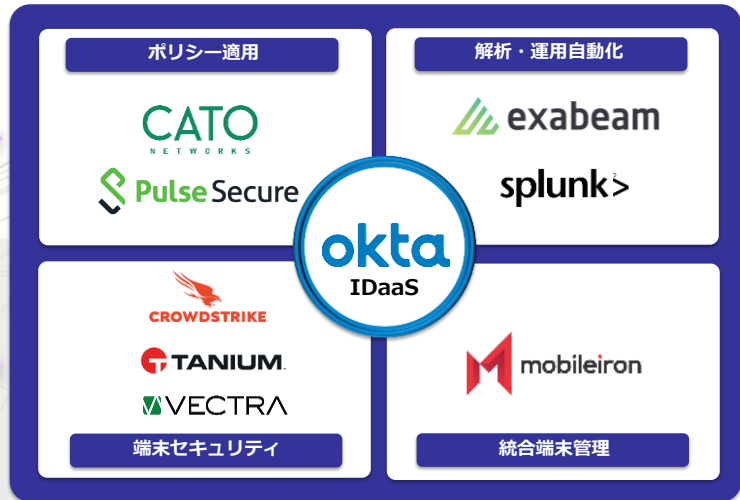 ポリシー適用
CATO
NETWORKS
Pulse Secure
解析・運用自動化
exabeam
splunk>
okta
IDaaS
CROWDSTRIKE
TANIUM.
VECTRA
端末セキュリティ
mobileiron
統合端末管理